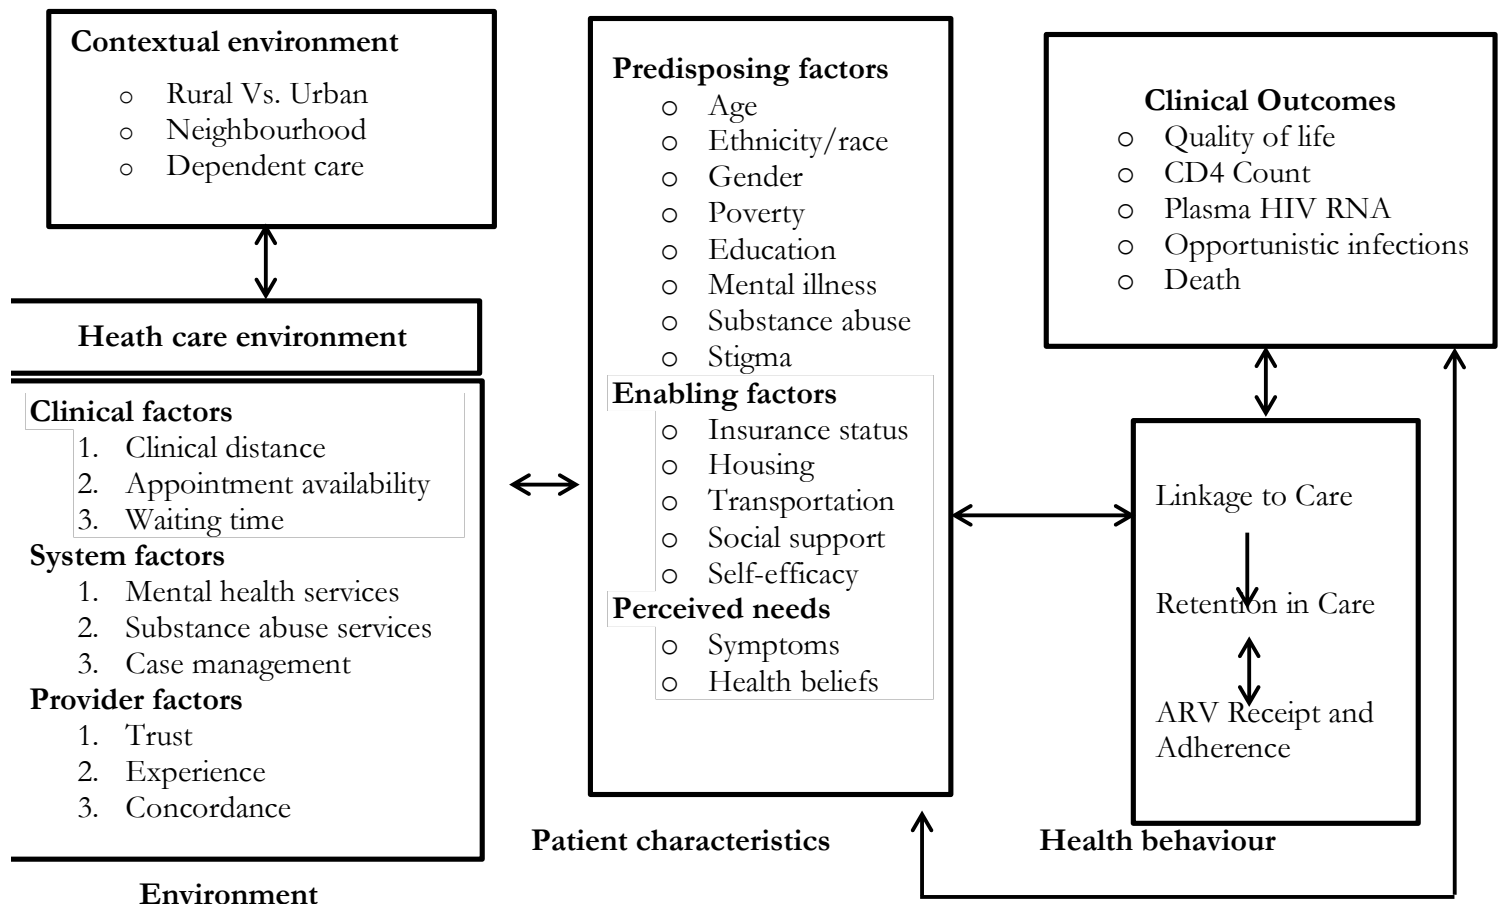 Contextual environment
o Rural Vs. Urban
o Neighbourhood
o Dependent care
Heath care environment
Clinical factors
1. Clinical distance
2. Appointment availability
3. Waiting time
System factors
1. Mental health services
2. Substance abuse services
3. Case management
Provider factors
1. Trust
2. Experience
3. Concordance
Environment
Predisposing factors
o Age
o Ethnicity/race
o Gender
o Poverty
o Education
o Mental illness
o Substance abuse
o Stigma
Enabling factors
o Insurance status
o Housing
o Transportation
o Social support
o Self-efficacy
Perceived needs
o Symptoms
o Health beliefs
Patient characteristics
Clinical Outcomes
o Quality of life
o CD4 Count
o Plasma HIV RNA
o Opportunistic infections
o Death
Linkage to Care
Retention in Care
ARV Receipt and
Adherence
Health behaviour